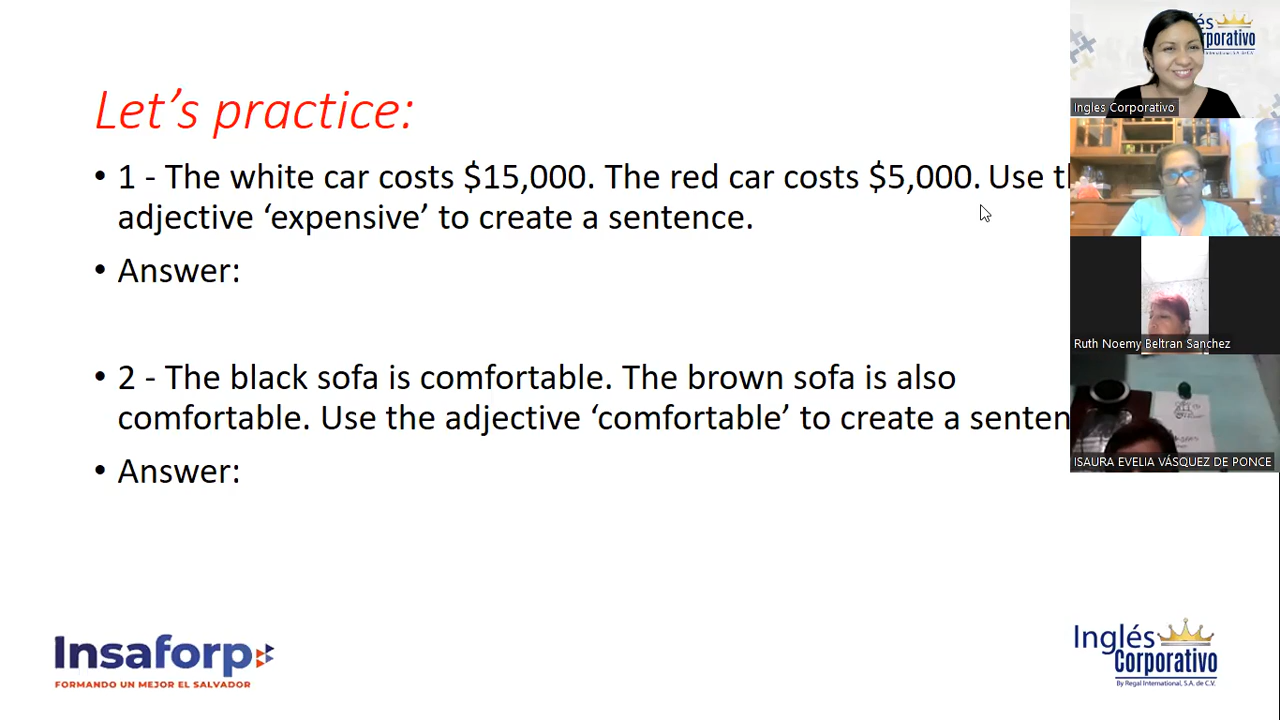 Let's practice:
• 1 - The white car costs $15,000. The red car costs $5,000. Use
adjective ‘expensive’ to create a sentence.
• Answer:
• 2 - The black sofa is comfortable. The brown sofa is also
comfortable. Use the adjective ‘comfortable’ to create a
• Answer:
Insaforp
FORMANDO UN MEJOR EL SALVADOR
Inglés
Corporativo
By Regal International, S.A. de C.V.
Ingles Corporativo
Ruth Noemy Beltran Sanchez
ISAURA EVELIA VÁSQUEZ DE PONCE